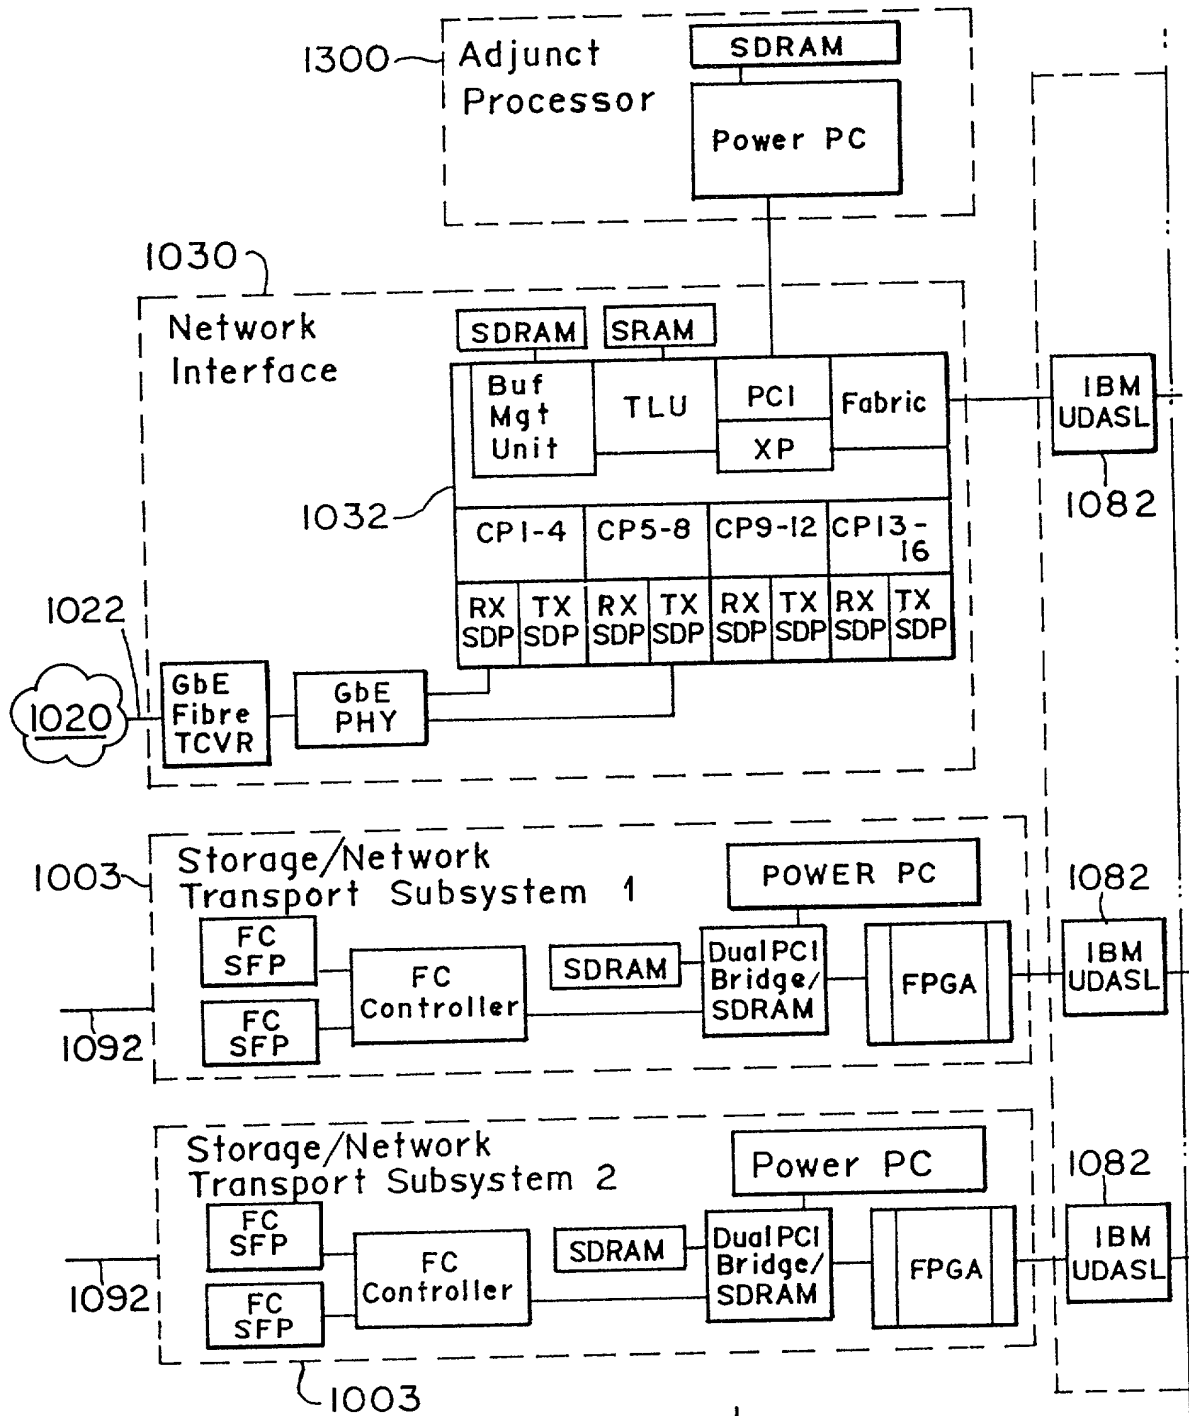 1300
Adjunct
Processor
SDRAM
Power PC
1030
Network
Interface
SDRAM
SRAM
Buf
Mgt
Unit
TLU
PCI
XP
Fabric
IBM
UDASL
1082
1032
CP1-4
CP5-8
CP9-12
CP13-
16
RX
SDP
TX
SDP
RX
SDP
TX
SDP
RX
SDP
TX
SDP
RX
SDP
TX
SDP
1022
1020
GbE
Fibre
TCVR
GbE
PHY
1003
Storage/Network
Transport Subsystem 1
POWER PC
1082
FC
SFP
FC
SFP
FC
Controller
SDRAM
Dual PCI
Bridge/
SDRAM
FPGA
IBM
UDASL
1092
Storage/Network
Transport Subsystem 2
Power PC
1082
FC
SFP
FC
SFP
FC
Controller
SDRAM
Dual PCI
Bridge/
SDRAM
FPGA
IBM
UDASL
1092
1003